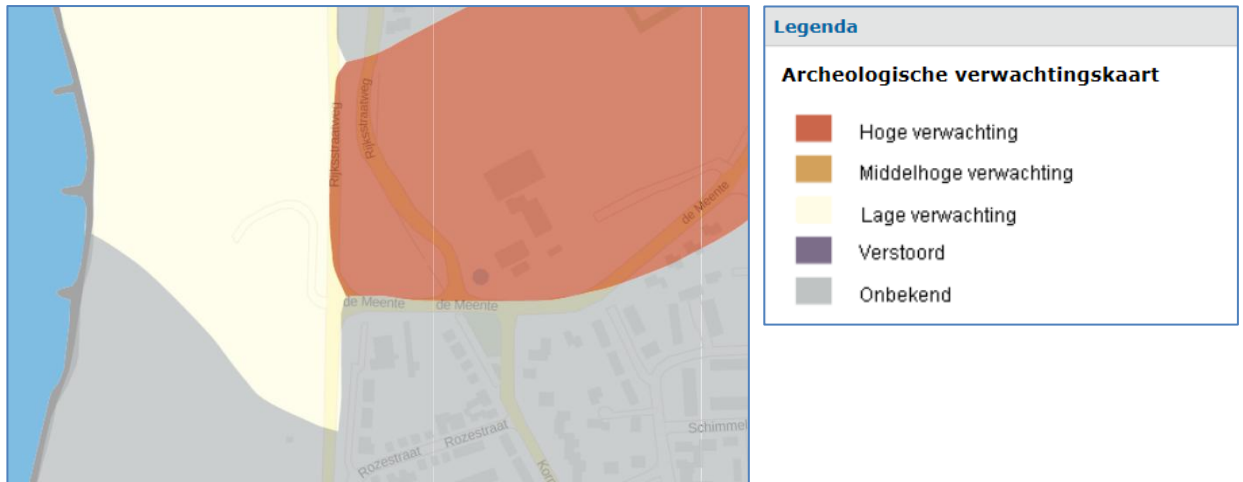 Rijksstraatweg
Rijksstraatweg
de Meente
de Meente
de Meente
Rozestraat
Rozestraat
Schimmel
Kom
Legenda
Archeologische verwachtingskaart
Hoge verwachting
Middelhoge verwachting
Lage verwachting
Verstoord
Onbekend